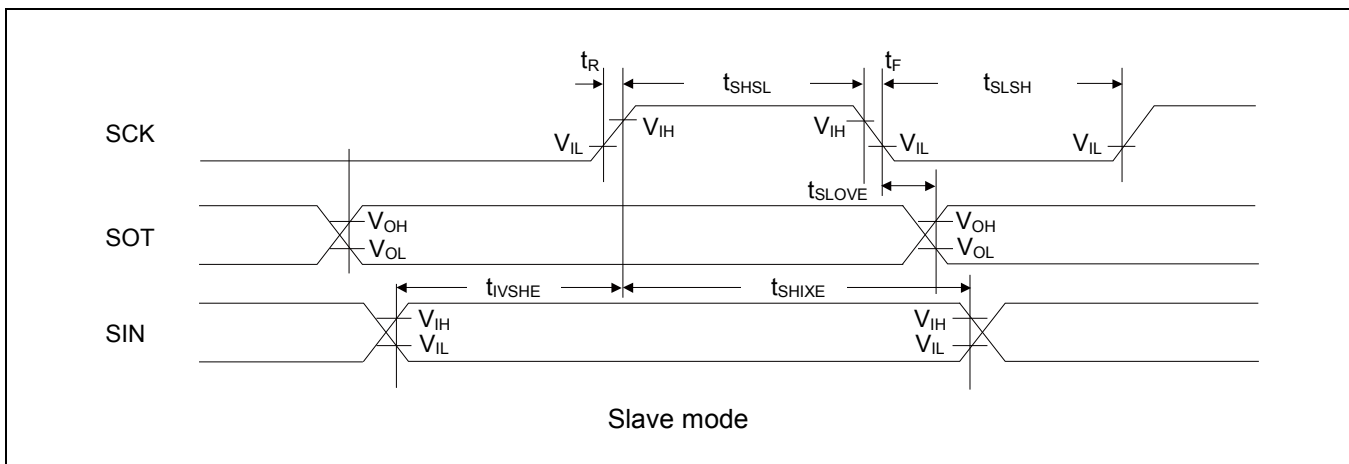 tR tF
tSHSL tSLSH
SCK VIL VIH VIH VIL VIL
tSLOVE
SOT VOH VOH
VOL VOL
tIVSHE tSHIXE
SIN VIH VIH
VIL VIL
Slave mode